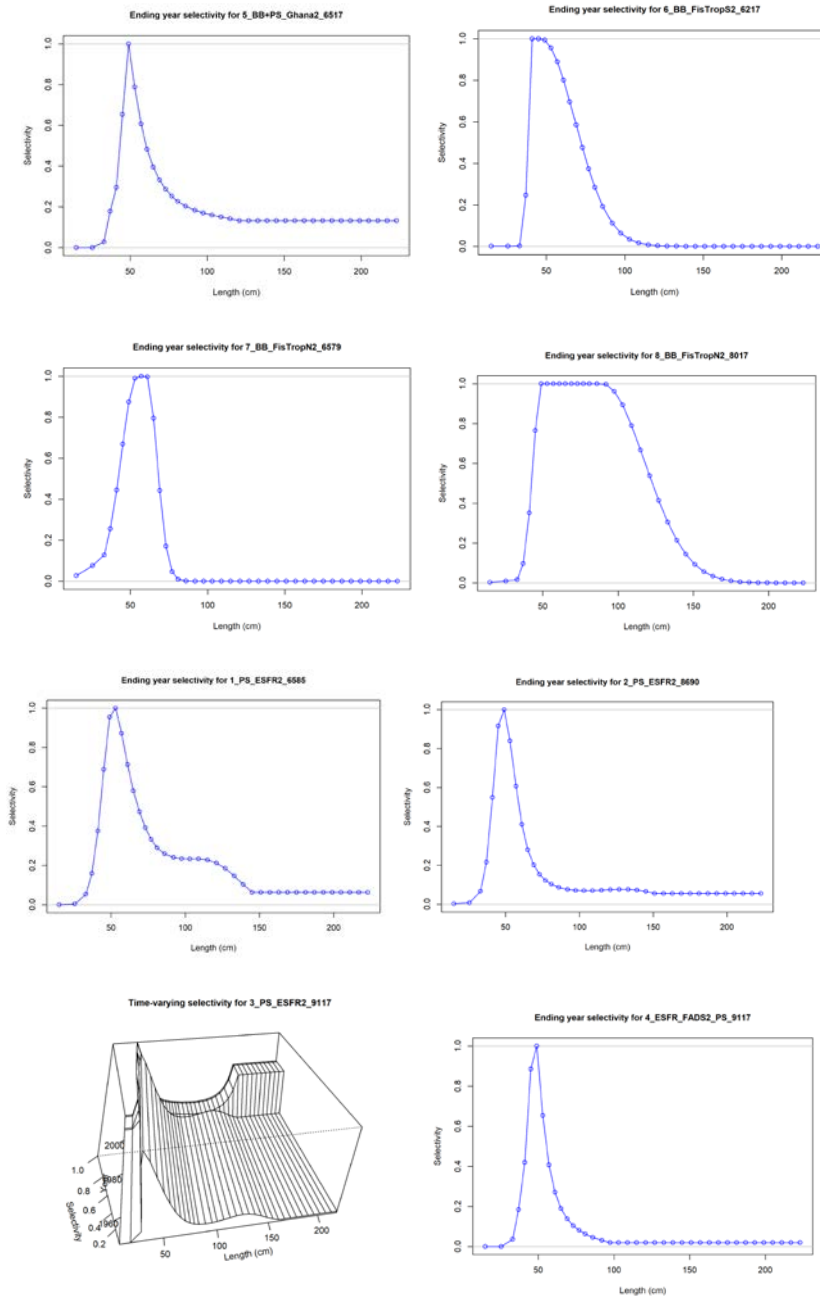 Ending year selectivity for 5_BB+PS_Ghana2_6517
1.0
0.8
0.6
0.4
0.2
0.0
Selectivity
50 100 150 200
Length (cm)
Ending year selectivity for 6_BB_FisTropS2_6217
1.0
0.8
0.6
0.4
0.2
0.0
Selectivity
50 100 150 200
Length (cm)
Ending year selectivity for 7_BB_FisTropN2_6579
1.0
0.8
0.6
0.4
0.2
0.0
Selectivity
50 100 150 200
Length (cm)
Ending year selectivity for 8_BB_FisTropN2_8017
1.0
0.8
0.6
0.4
0.2
0.0
Selectivity
50 100 150 200
Length (cm)
Ending year selectivity for 1_PS_ESFR2_6585
1.0
0.8
0.6
0.4
0.2
0.0
Selectivity
50 100 150 200
Length (cm)
Ending year selectivity for 2_PS_ESFR2_8690
1.0
0.8
0.6
0.4
0.2
0.0
Selectivity
50 100 150 200
Length (cm)
Time-varying selectivity for 3_PS_ESFR2_9117
2000
1980
1960
1.0
0.8
0.6
0.4
0.2
Selectivity
50 100 150 200
Length (cm)
Ending year selectivity for 4_ESFR_FADS2_PS_9117
1.0
0.8
0.6
0.4
0.2
0.0
Selectivity
50 100 150 200
Length (cm)